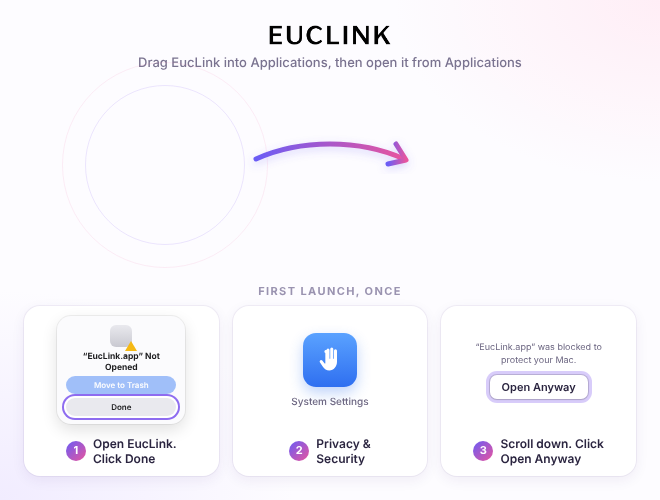 EUCLINK
Drag EucLink into Applications, then open it from Applications
FIRST LAUNCH, ONCE
“EucLink.app” Not
Opened
Move to Trash
Done
1 Open EucLink.
Click Done
System Settings
2 Privacy &
Security
“EucLink.app” was blocked to
protect your Mac.
Open Anyway
3 Scroll down. Click
Open Anyway